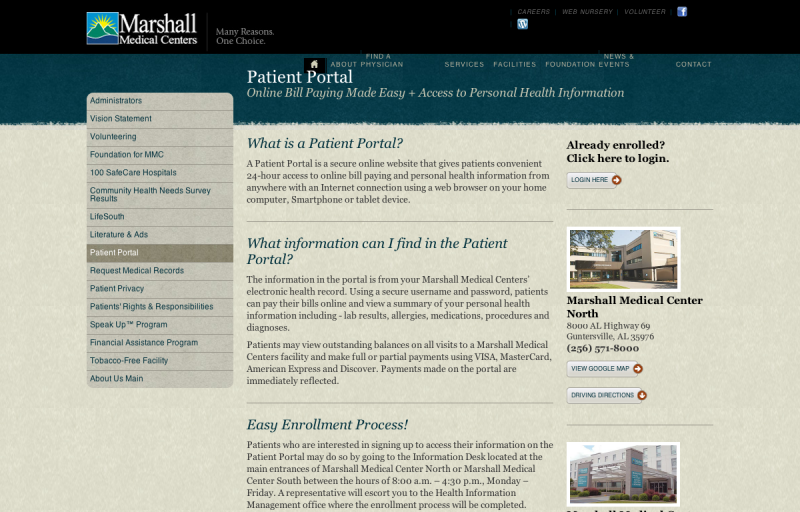 Marshall
Medical Centers
Many Reasons.
One Choice.
CAREERS | WEB NURSERY | VOLUNTEER
ABOUT
FIND A
PHYSICIAN
SERVICES
FACILITIES
FOUNDATION
NEWS &
EVENTS
CONTACT
Patient Portal
Online Bill Paying Made Easy + Access to Personal Health Information
Administrators
Vision Statement
Volunteering
Foundation for MMC
100 SafeCare Hospitals
Community Health Needs Survey
Results
LifeSouth
Literature & Ads
Patient Portal
Request Medical Records
Patient Privacy
Patients' Rights & Responsibilities
Speak Up™ Program
Financial Assistance Program
Tobacco-Free Facility
About Us Main
What is a Patient Portal?
A Patient Portal is a secure online website that gives patients convenient
24-hour access to online bill paying and personal health information from
anywhere with an Internet connection using a web browser on your home
computer, Smartphone or tablet device.
What information can I find in the Patient
Portal?
The information in the portal is from your Marshall Medical Centers'
electronic health record. Using a secure username and password, patients
can pay their bills online and view a summary of your personal health
information including - lab results, allergies, medications, procedures and
diagnoses.
Patients may view outstanding balances on all visits to a Marshall Medical
Centers facility and make full or partial payments using VISA, MasterCard,
American Express and Discover. Payments made on the portal are
immediately reflected.
Easy Enrollment Process!
Patients who are interested in signing up to access their information on the
Patient Portal may do so by going to the Information Desk located at the
main entrances of Marshall Medical Center North or Marshall Medical
Center South between the hours of 8:00 a.m. – 4:30 p.m., Monday –
Friday. A representative will escort you to the Health Information
Management office where the enrollment process will be completed.
Already enrolled?
Click here to login.
LOGIN HERE
Marshall Medical Center
North
8000 AL Highway 69
Guntersville, AL 35976
(256) 571-8000
VIEW GOOGLE MAP
DRIVING DIRECTIONS